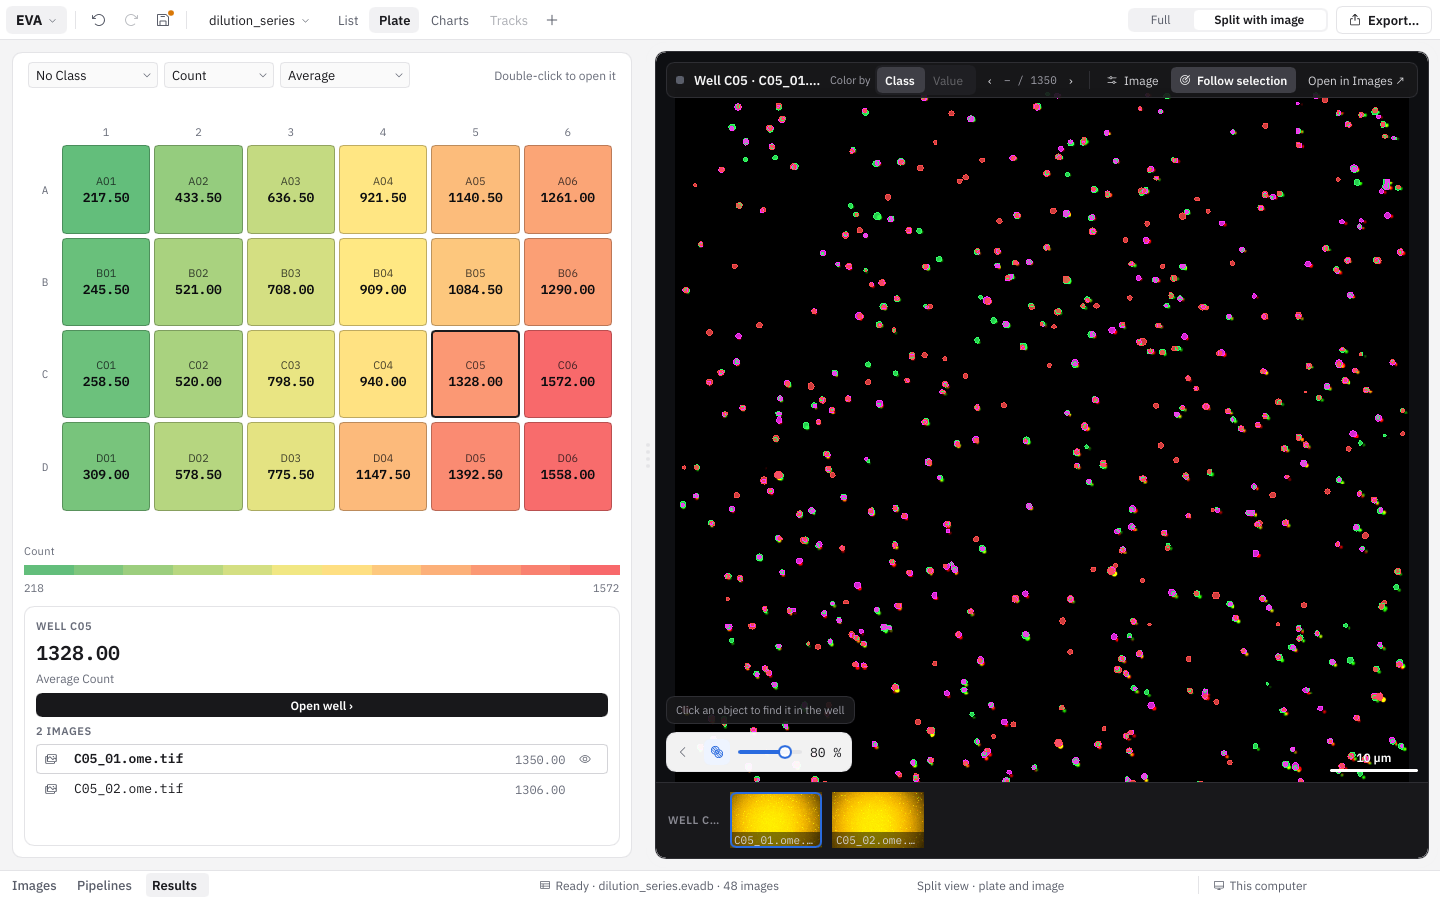 EVA
dilution_series
List
Plate
Charts
Tracks
Full
Split with image
Export...
No Class
Count
Average
Double-click to open it
1 2 3 4 5 6
A
A01 A02 A03 A04 A05 A06
217.50 433.50 636.50 921.50 1140.50 1261.00
B
B01 B02 B03 B04 B05 B06
245.50 521.00 708.00 909.00 1084.50 1290.00
C
C01 C02 C03 C04 C05 C06
258.50 520.00 798.50 940.00 1328.00 1572.00
D
D01 D02 D03 D04 D05 D06
309.00 578.50 775.50 1147.50 1392.50 1558.00
Count
218 1572
WELL C05
1328.00
Average Count
Open well ›
2 IMAGES
C05_01.ome.tif 1350.00
C05_02.ome.tif 1306.00
Well C05 · C05_01....
Color by
Class
Value
‹ – / 1350 ›
Image
Follow selection
Open in Images ↗
Click an object to find it in the well
80 %
10 µm
WELL C...
C05_01.ome....
C05_02.ome....
Images
Pipelines
Results
Ready · dilution_series.evadb · 48 images
Split view · plate and image
This computer